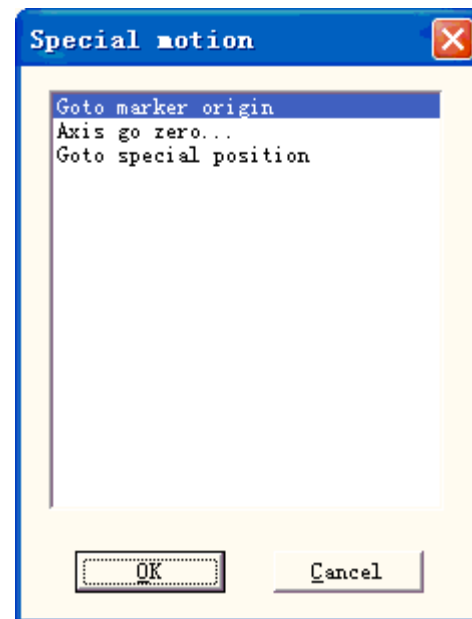 Special motion
Goto marker origin
Axis go zero...
Goto special position
OK
Cancel